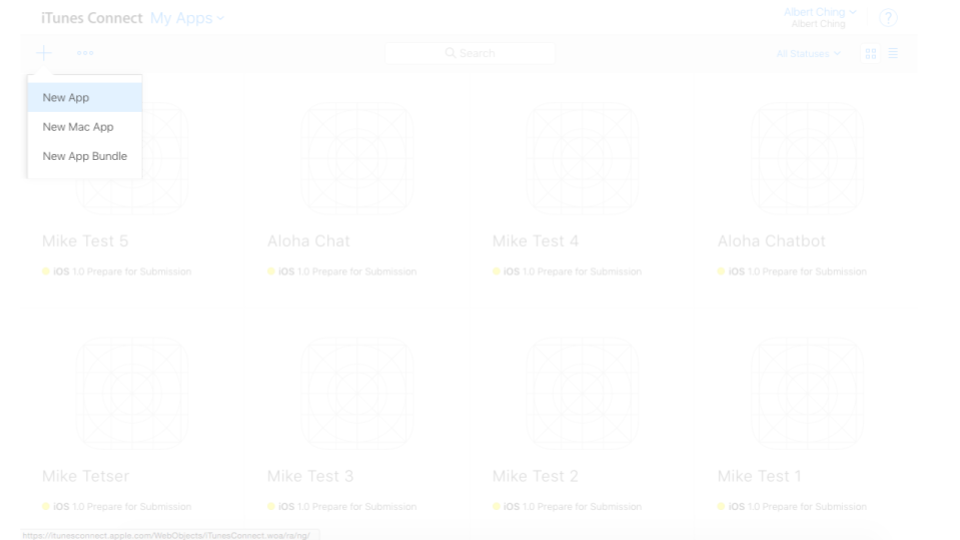 iTunes Connect My Apps
Albert Ching
Albert Ching
?
Search
All Statuses
New App
New Mac App
New App Bundle
Mike Test 5
Aloha Chat
Mike Test 4
Aloha Chatbot
iOS 1.0 Prepare for Submission
iOS 1.0 Prepare for Submission
iOS 1.0 Prepare for Submission
iOS 1.0 Prepare for Submission
Mike Tetser
Mike Test 3
Mike Test 2
Mike Test 1
iOS 1.0 Prepare for Submission
iOS 1.0 Prepare for Submission
iOS 1.0 Prepare for Submission
iOS 1.0 Prepare for Submission
https://itunesconnect.apple.com/WebObjects/iTunesConnect.woa/ra/ng/